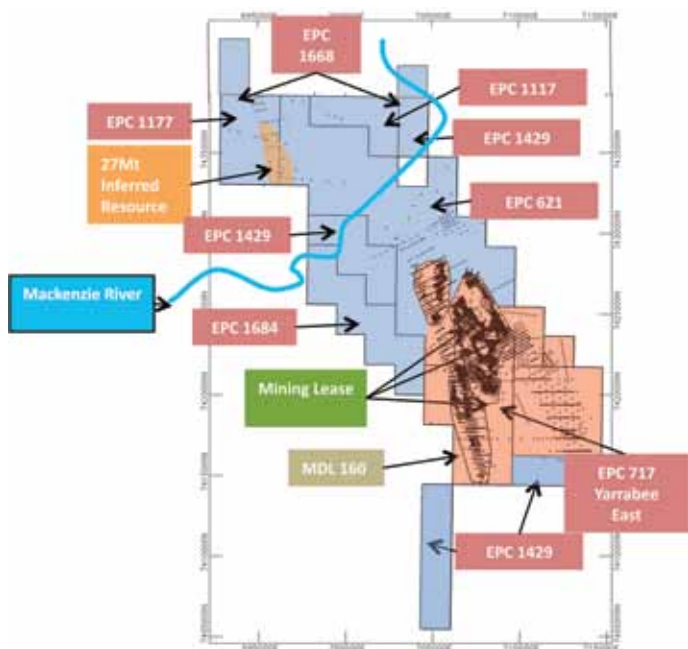 EPC
1668
EPC 1117
EPC 1177
EPC 1429
27Mt
Inferred
Resource
EPC 621
EPC 1429
Mackenzie River
EPC 1684
Mining Lease
MDL 160
EPC 717
Yarrabee
East
EPC 1429